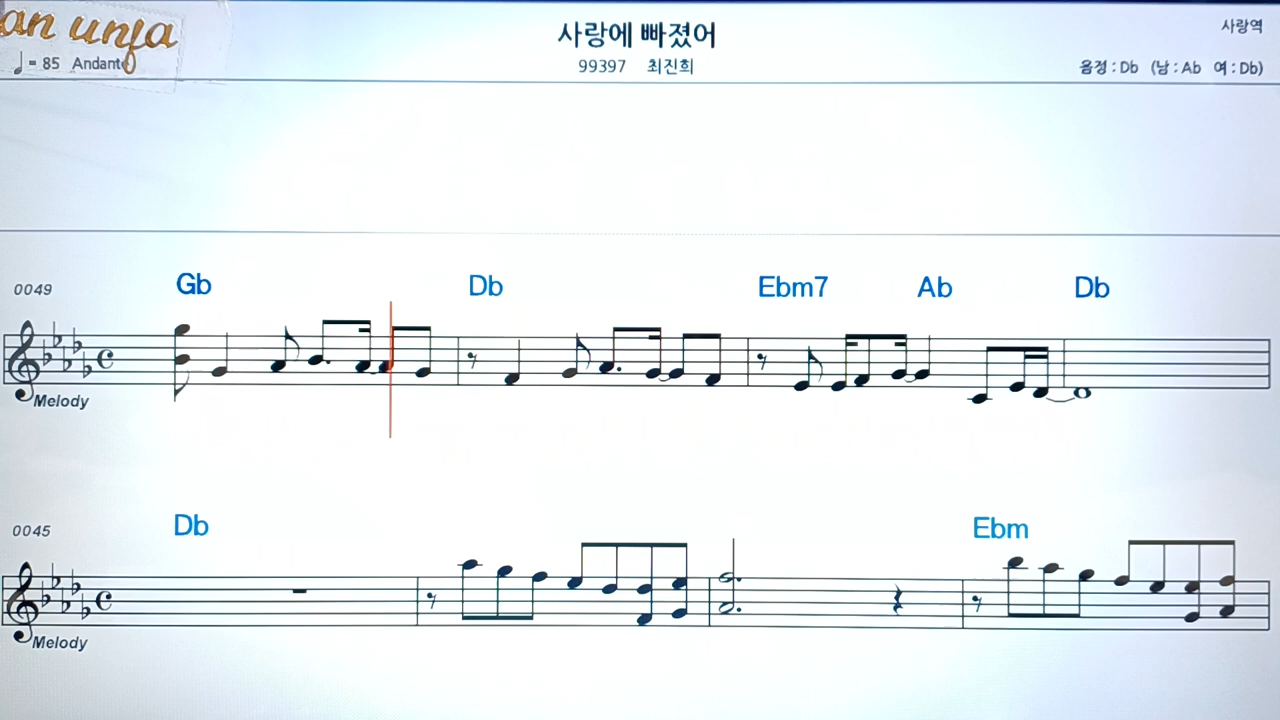 an unfa
사랑에 빠졌어
사랑역
♩= 85 Andante
99397 최진희
음정 : Db (남 : Ab 여 : Db)
0049
Gb Db Ebm7 Ab Db
Melody
0045
Db Ebm
Melody